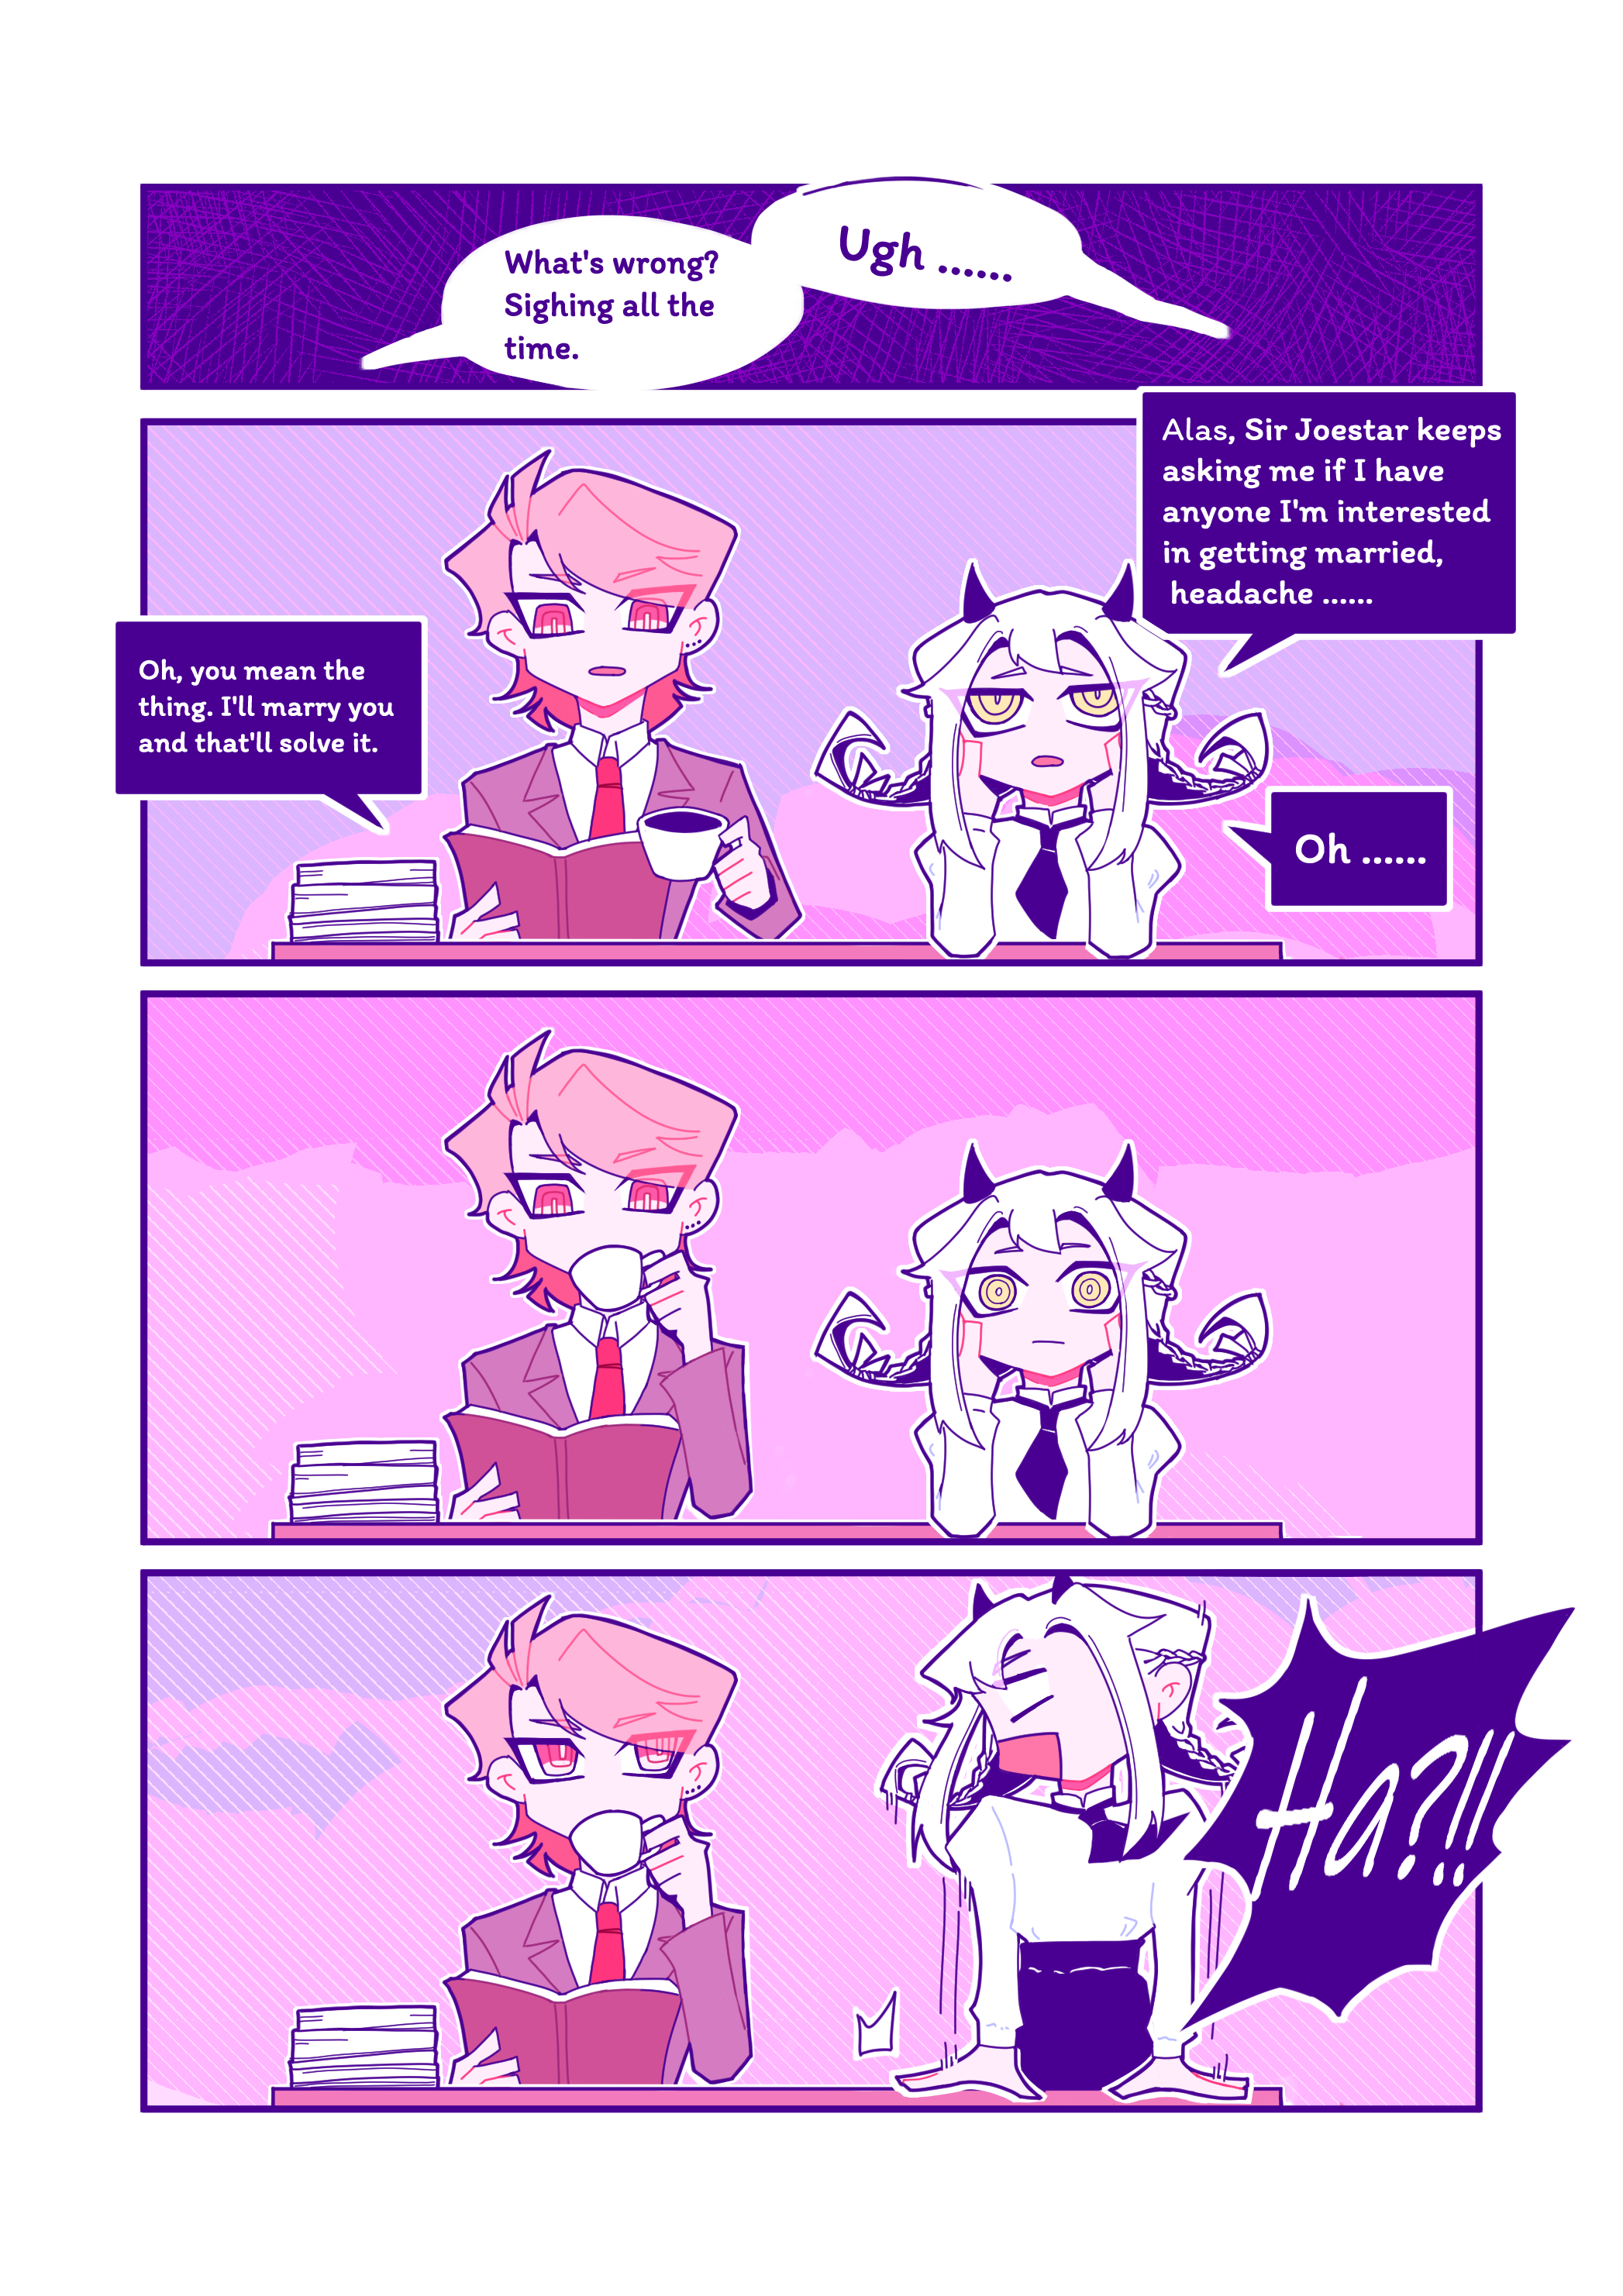 Ugh ......
What's wrong?
Sighing all the
time.
Alas, Sir Joestar keeps
asking me if I have
anyone I'm interested
in getting married,
headache ......
Oh, you mean the
thing. I'll marry you
and that'll solve it.
Oh ......
Ha?!!!